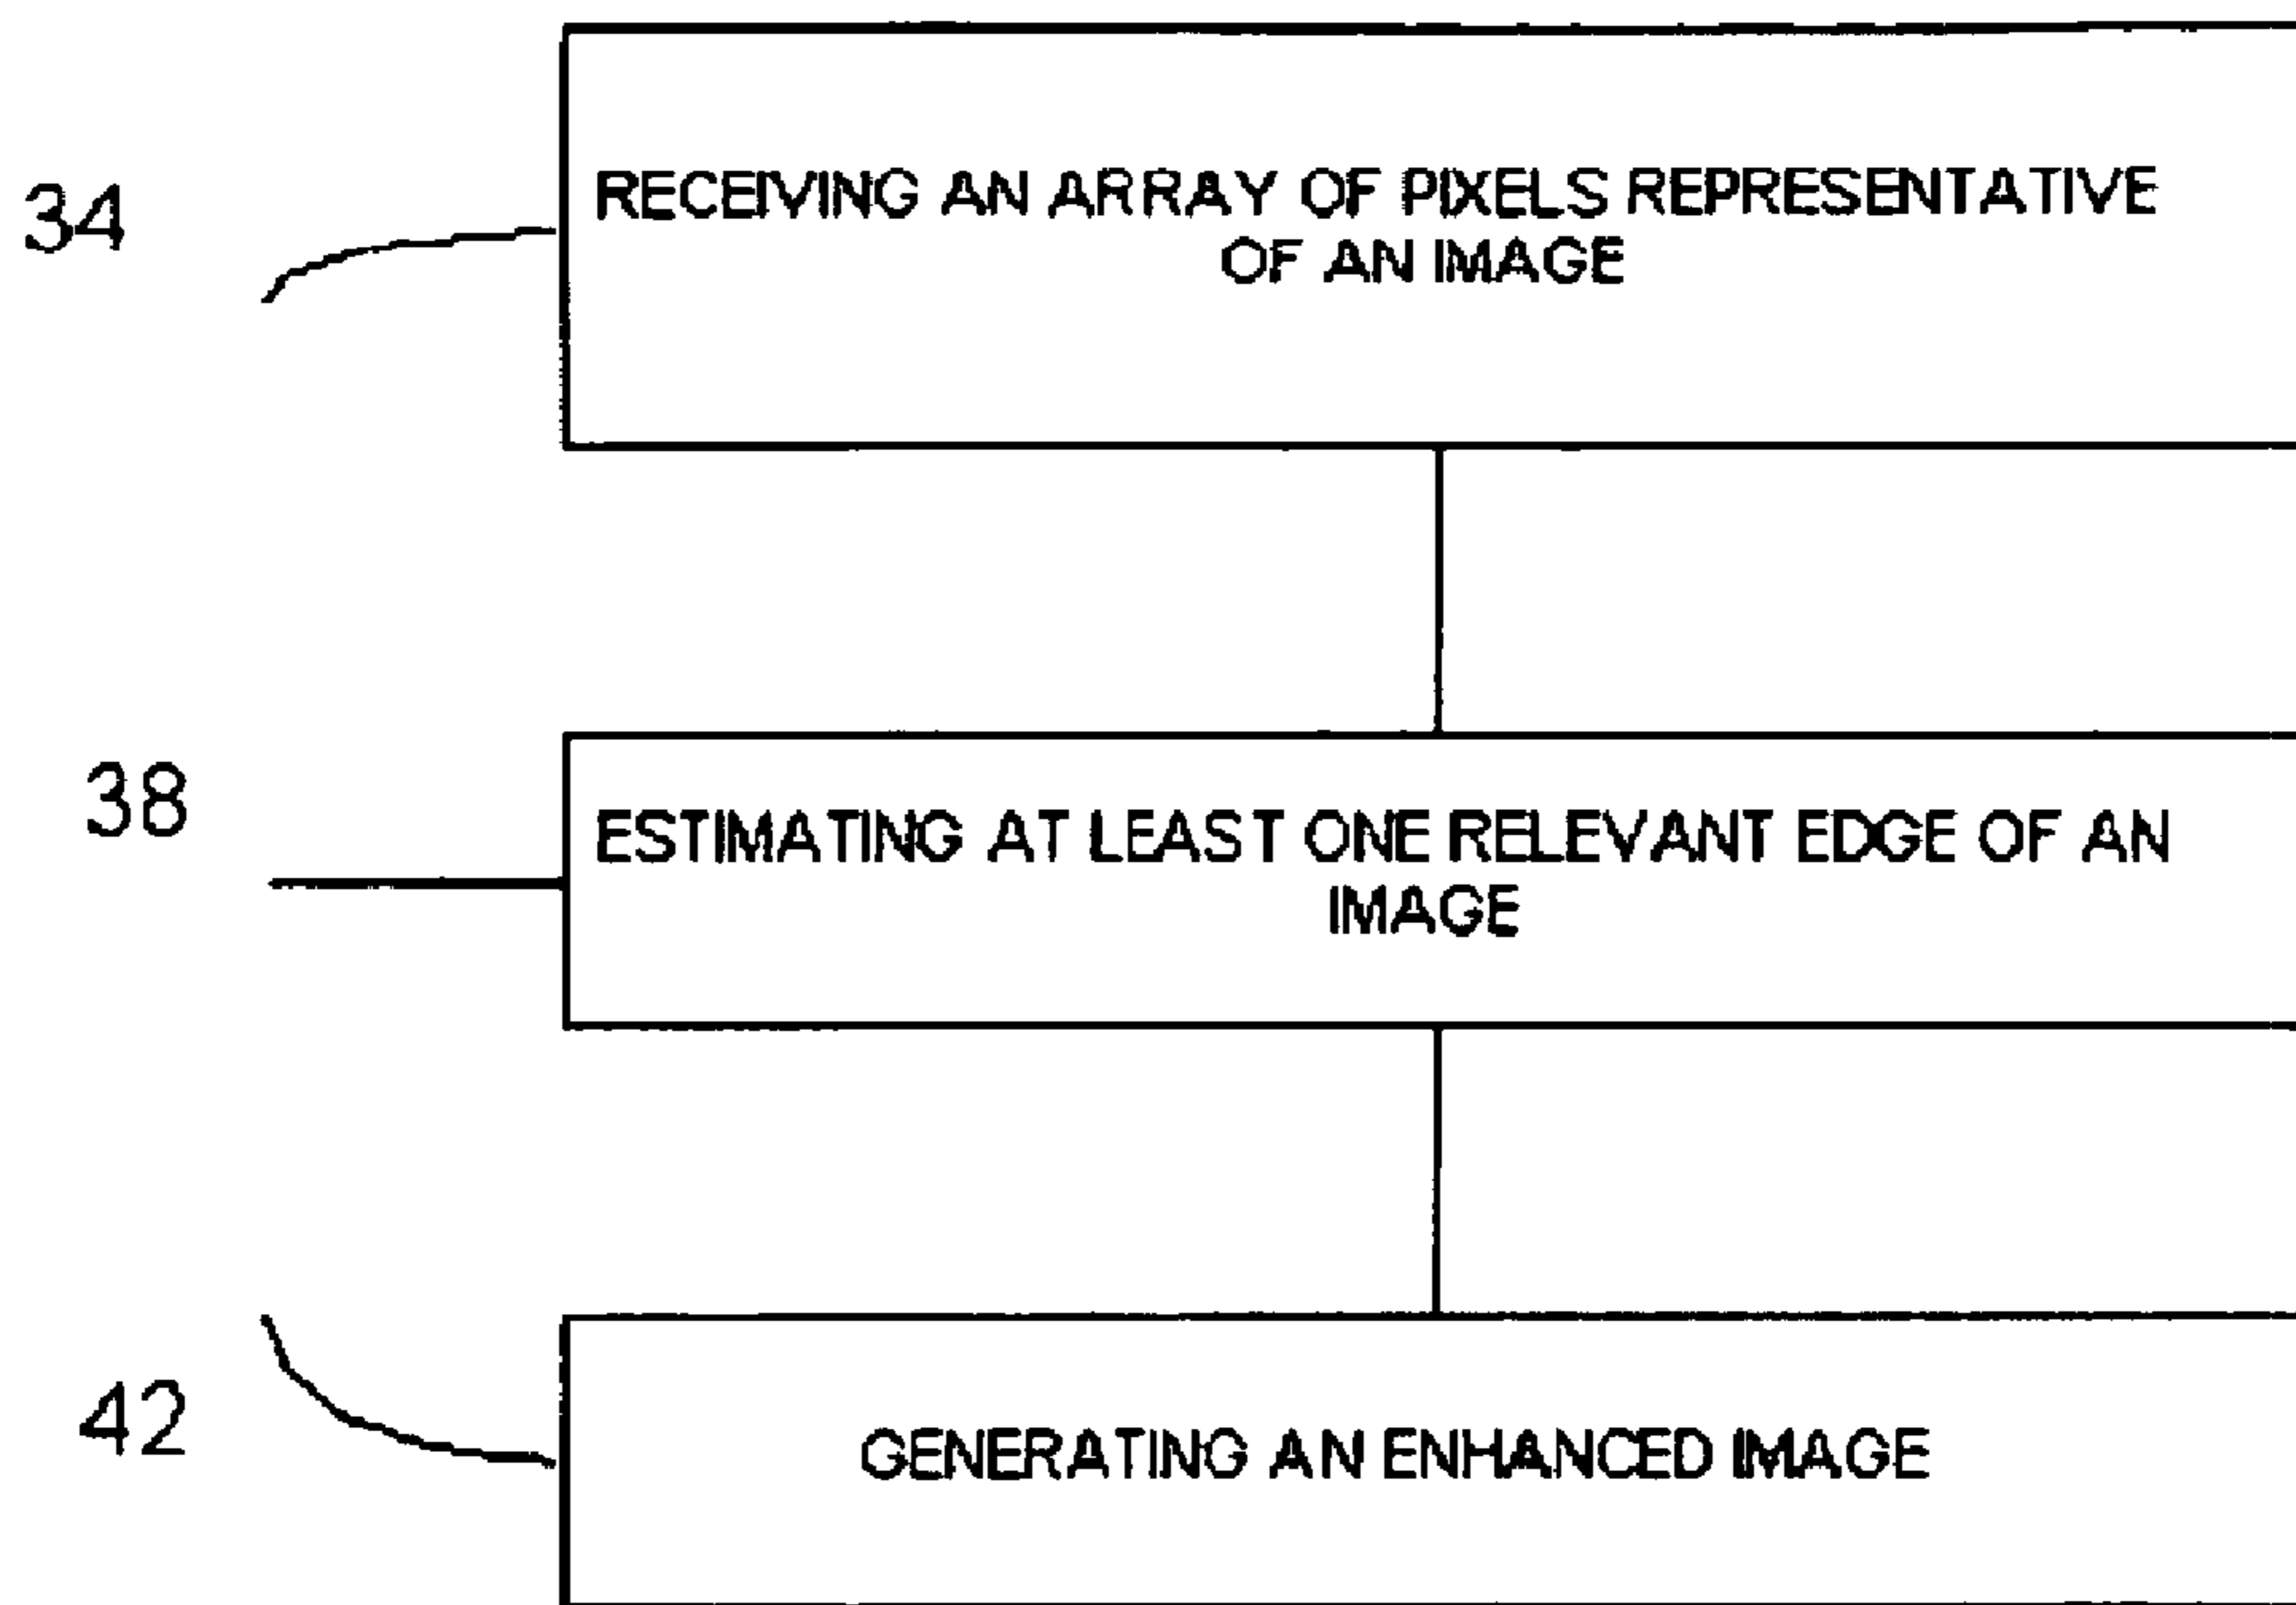 34
RECEIVING AN ARRAY OF PIXELS REPRESENTATIVE
OF AN IMAGE
38
ESTIMATING AT LEAST ONE RELEVANT EDGE OF AN
IMAGE
42
GENERATING AN ENHANCED IMAGE